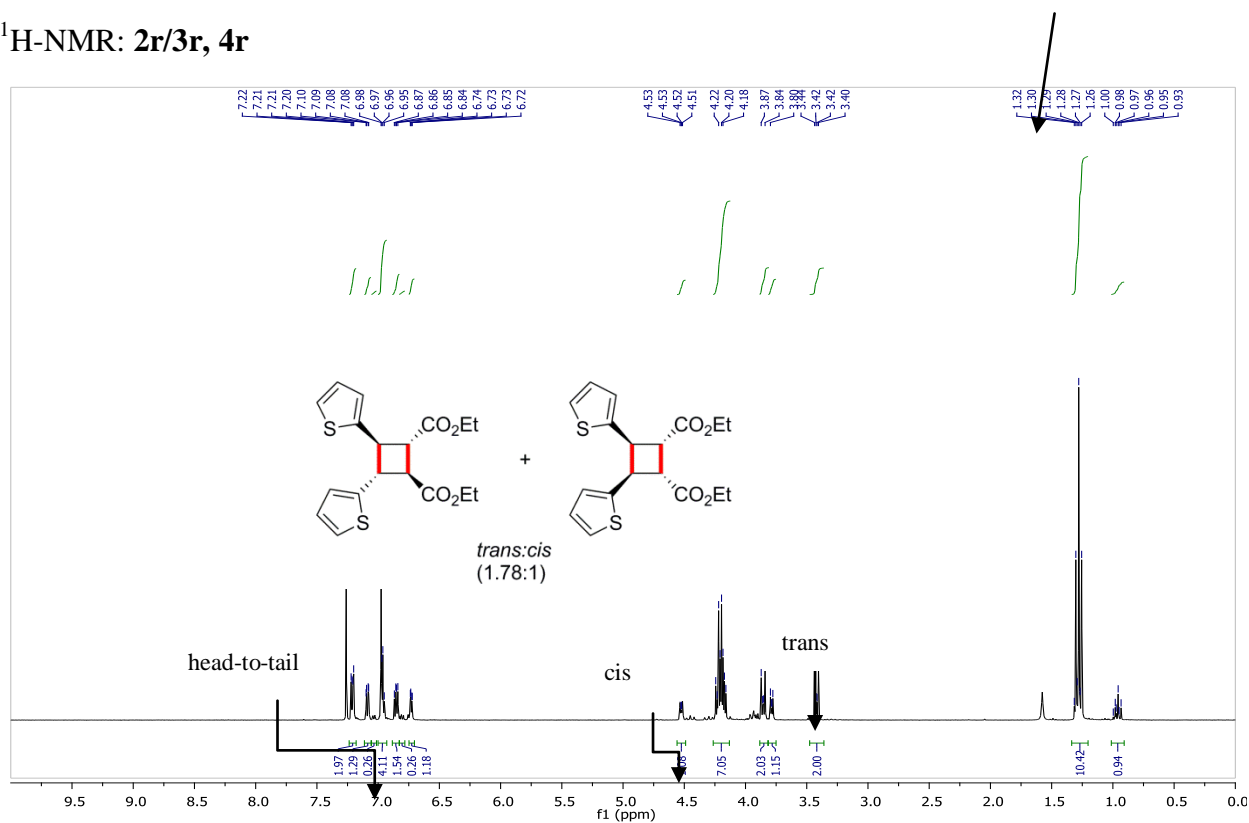 ¹H-NMR: 2r/3r, 4r
7.22 7.21 7.21 7.20 7.10 7.09 7.08 7.08 6.98 6.97 6.96 6.95 6.87 6.86 6.85 6.84 6.74 6.73 6.73 6.72 4.53 4.53 4.52 4.51 4.22 4.20 4.18 3.87 3.84 3.80 3.44 3.42 3.42 3.40 1.32 1.30 1.29 1.28 1.27 1.26 1.00 0.98 0.97 0.96 0.95 0.93
S CO₂Et S CO₂Et
+
S CO₂Et S CO₂Et
trans:cis
(1.78:1)
trans
head-to-tail
cis
1.97 1.29 0.26 4.11 1.54 0.26 1.18 7.05 2.03 1.15 2.00 10.42 0.94
9.5 9.0 8.5 8.0 7.5 7.0 6.5 6.0 5.5 5.0 4.5 4.0 3.5 3.0 2.5 2.0 1.5 1.0 0.5 0.0
f1 (ppm)